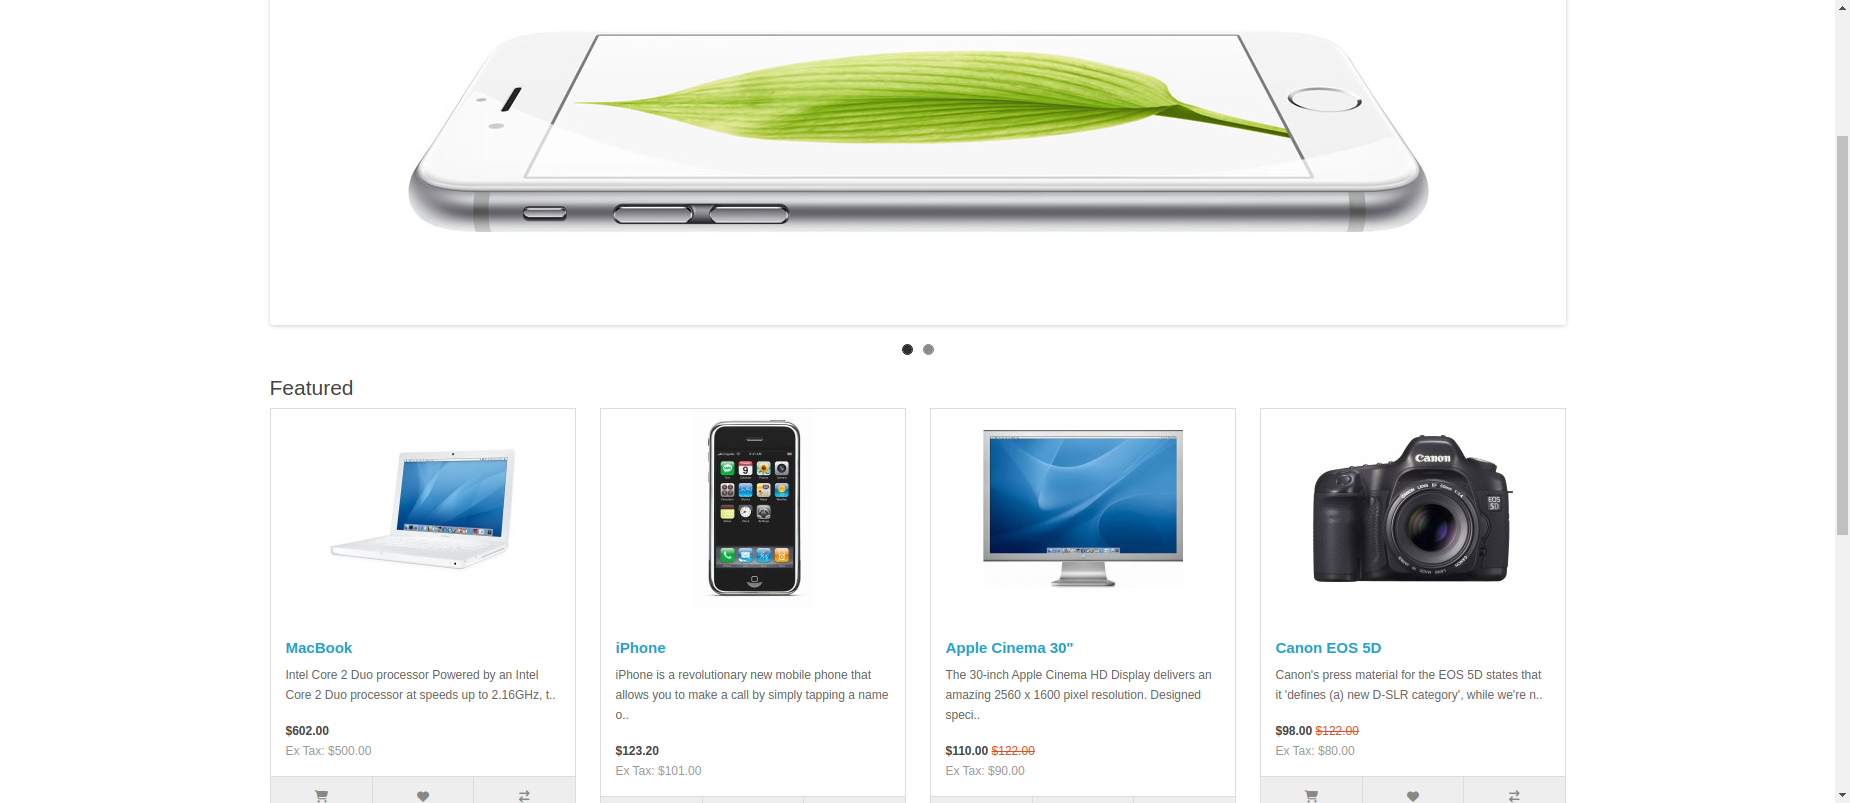 Featured
MacBook
Intel Core 2 Duo processor Powered by an Intel
Core 2 Duo processor at speeds up to 2.16GHz, t..
$602.00
Ex Tax: $500.00
iPhone
iPhone is a revolutionary new mobile phone that
allows you to make a call by simply tapping a name
o..
$123.20
Ex Tax: $101.00
Apple Cinema 30"
The 30-inch Apple Cinema HD Display delivers an
amazing 2560 x 1600 pixel resolution. Designed
speci..
$110.00 $122.00
Ex Tax: $90.00
Canon
EOS
5D
Canon EOS 5D
Canon's press material for the EOS 5D states that
it 'defines (a) new D-SLR category', while we're n..
$98.00 $122.00
Ex Tax: $80.00